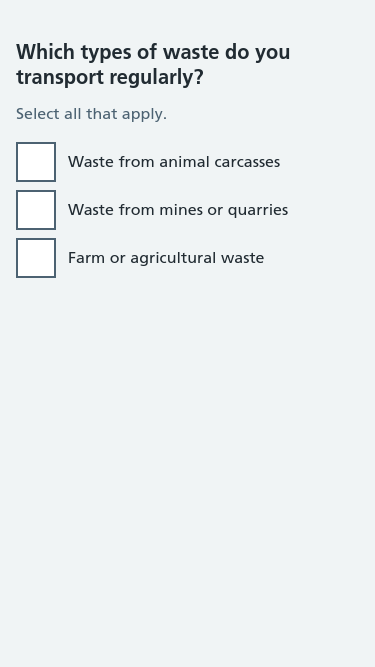 Which types of waste do you
transport regularly?
Select all that apply.
Waste from animal carcasses
Waste from mines or quarries
Farm or agricultural waste